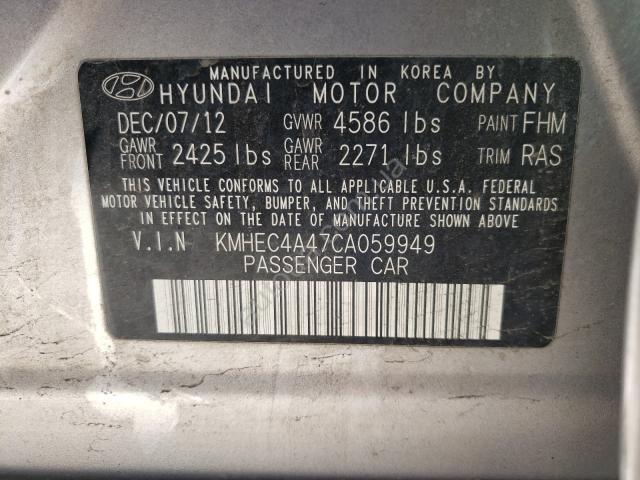 MANUFACTURED IN KOREA BY
HYUNDAI MOTOR COMPANY
DEC/07/12 GVWR 4586 lbs PAINT FHM
GAWR FRONT 2425 lbs GAWR REAR 2271 lbs TRIM RAS
THIS VEHICLE CONFORMS TO ALL APPLICABLE U.S.A. FEDERAL
MOTOR VEHICLE SAFETY, BUMPER, AND THEFT PREVENTION STANDARDS
IN EFFECT ON THE DATE OF MANUFACTURE SHOWN ABOVE
V.I.N KMHEC4A47CA059949
PASSENGER CAR